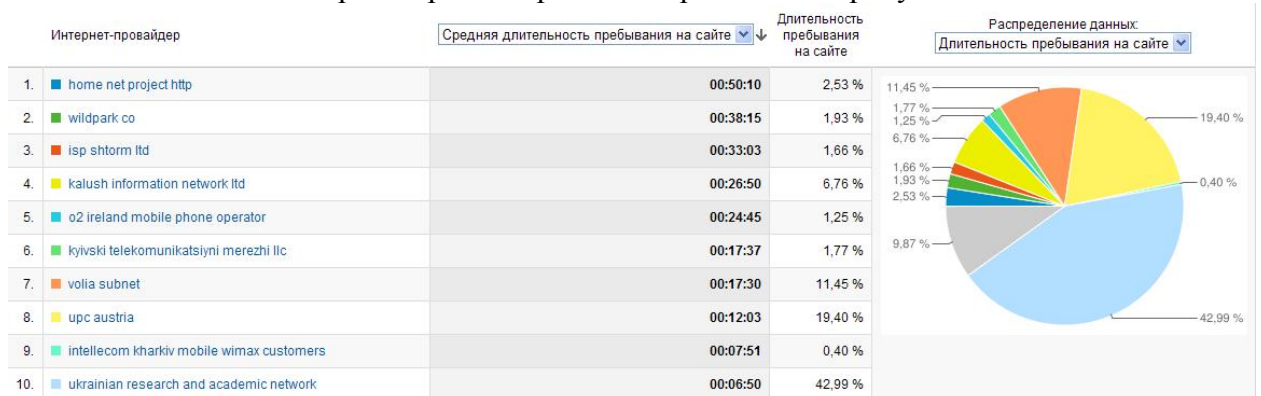 Интернет-провайдер
Средняя длительность пребывания на сайте
Длительность
пребывания
на сайте
Распределение данных:
Длительность пребывания на сайте
1. home net project http 00:50:10 2,53 %
2. wildpark co 00:38:15 1,93 %
3. isp shtorm ltd 00:33:03 1,66 %
4. kalush information network ltd 00:26:50 6,76 %
5. o2 ireland mobile phone operator 00:24:45 1,25 %
6. kyivski telekomunikatsiyni merezhi llc 00:17:37 1,77 %
7. volia subnet 00:17:30 11,45 %
8. upc austria 00:12:03 19,40 %
9. intellecom kharkiv mobile wimax customers 00:07:51 0,40 %
10. ukrainian research and academic network 00:06:50 42,99 %
11,45 %
1,77 %
1,25 %
6,76 %
1,66 %
1,93 %
2,53 %
9,87 %
19,40 %
0,40 %
42,99 %